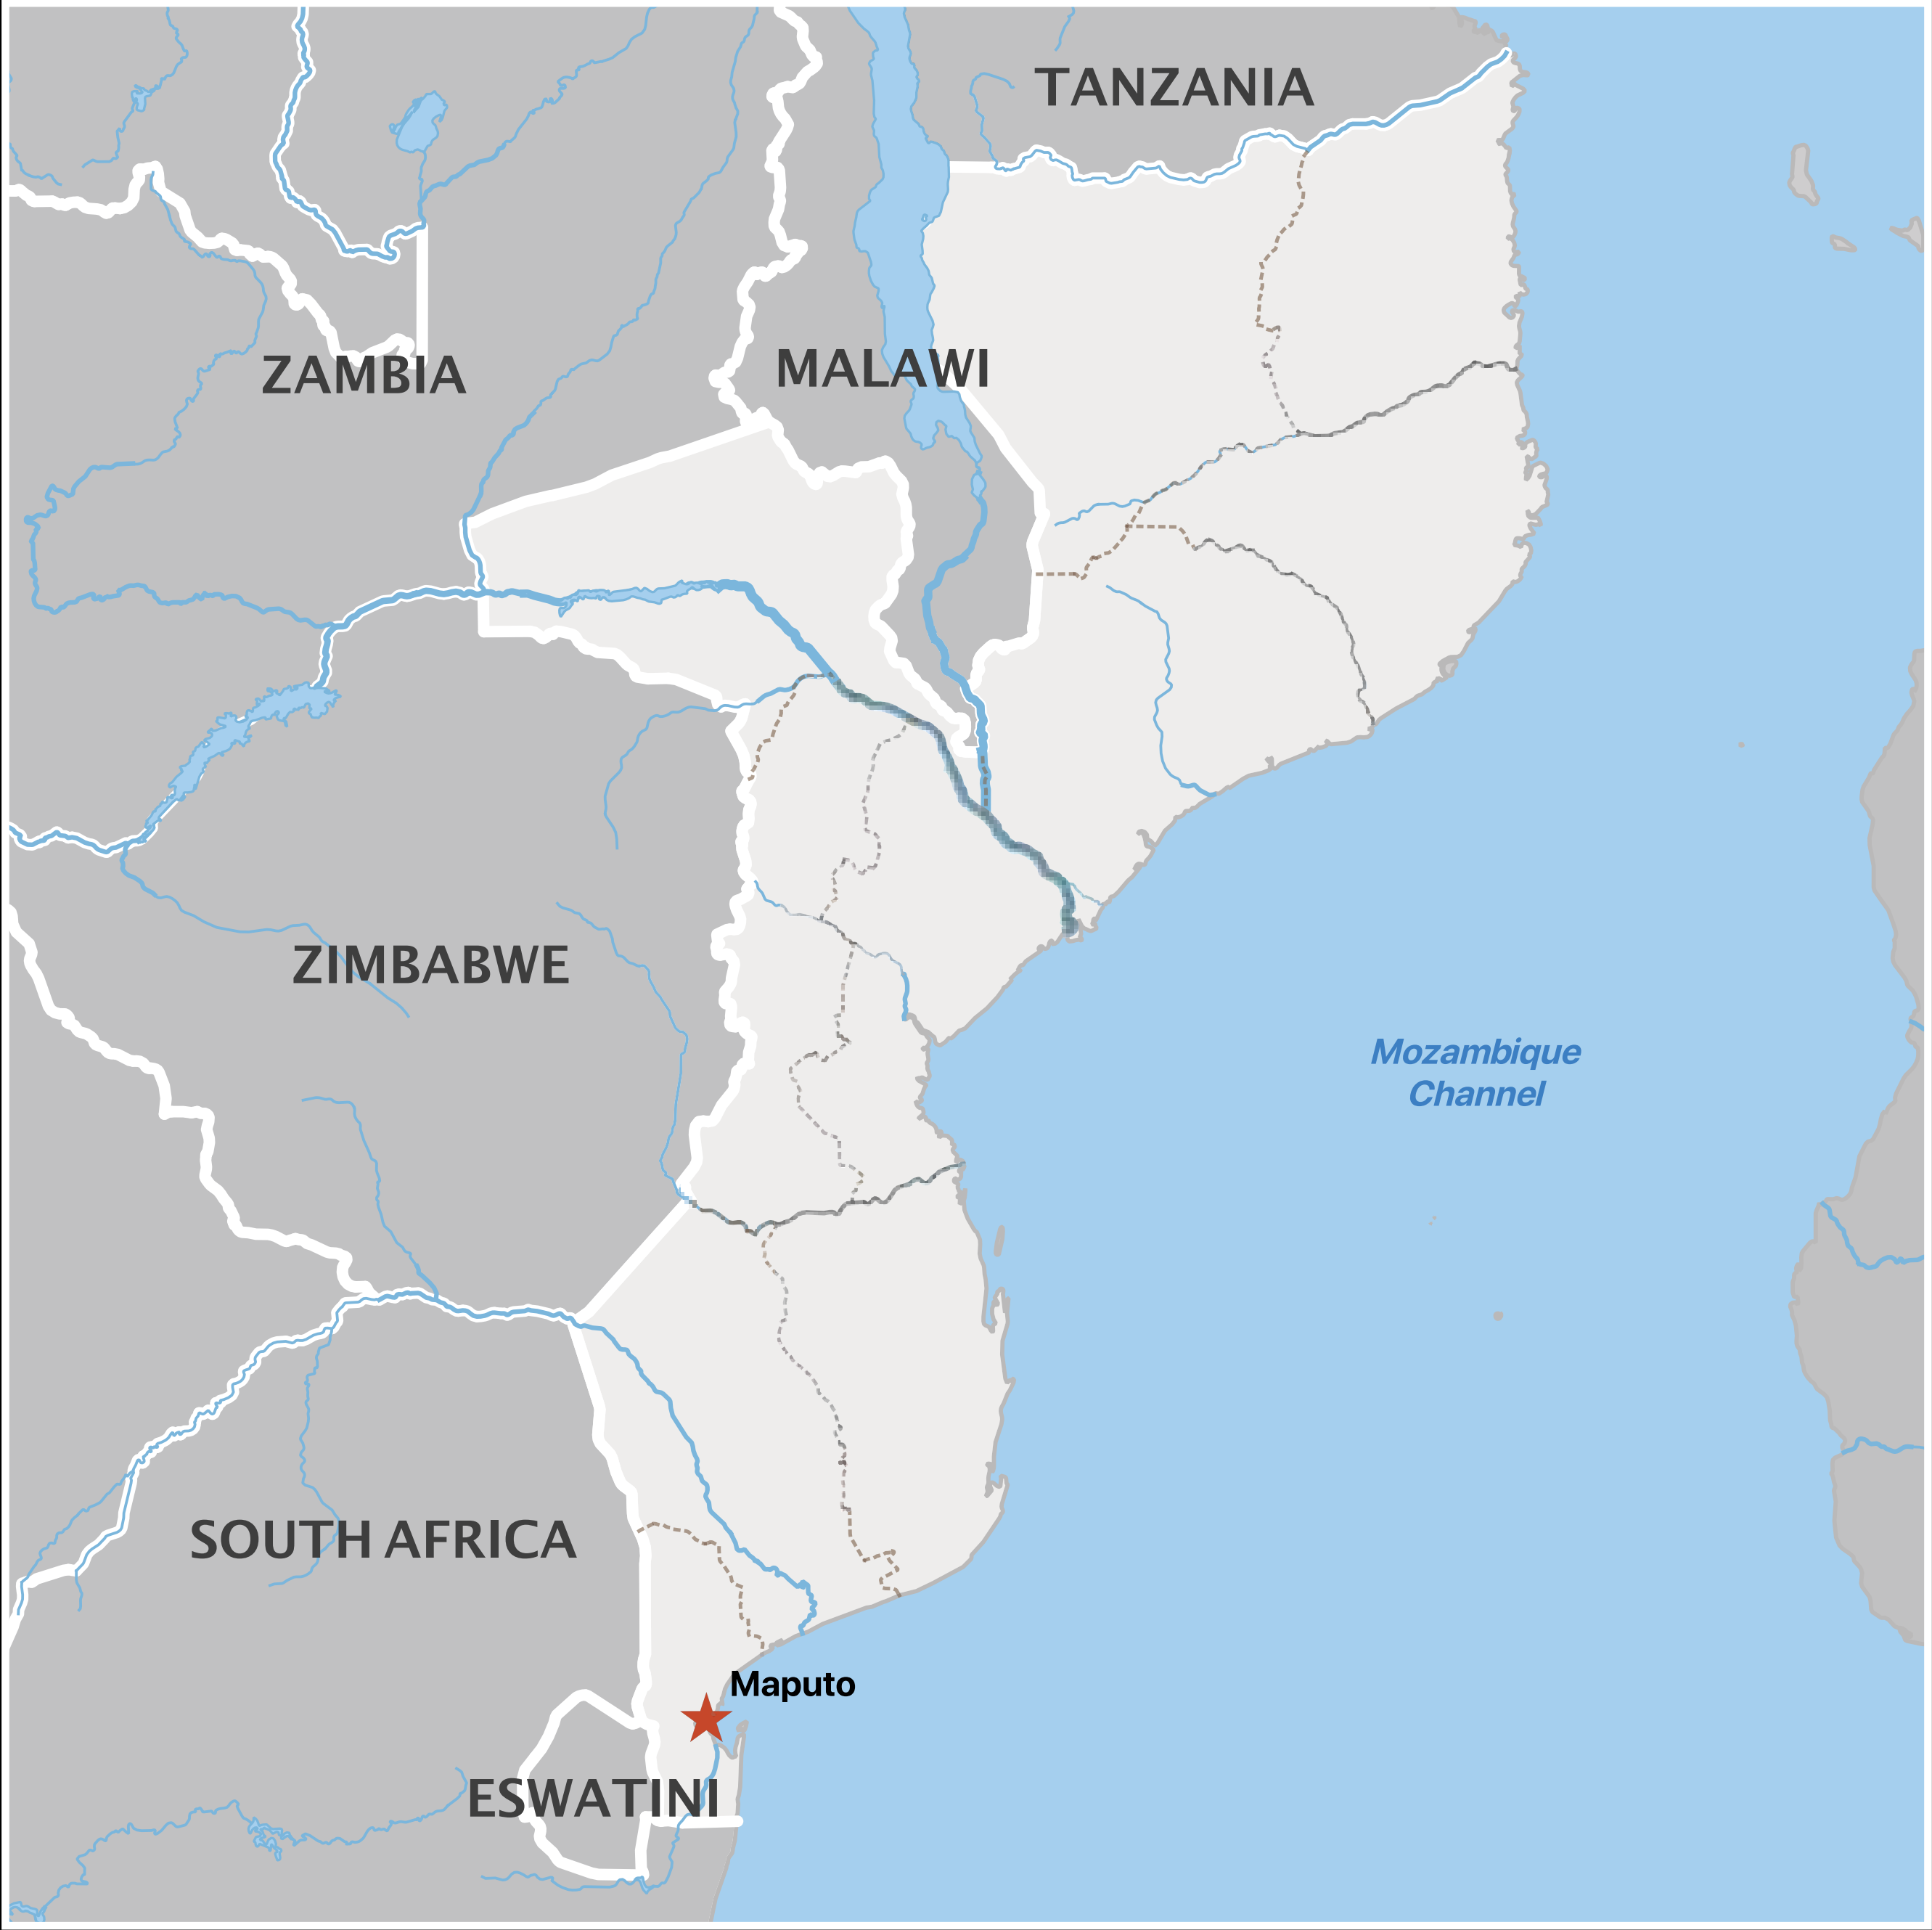 TANZANIA
ZAMBIA
MALAWI
ZIMBABWE
Mozambique
Channel
SOUTH AFRICA
Maputo
ESWATINI